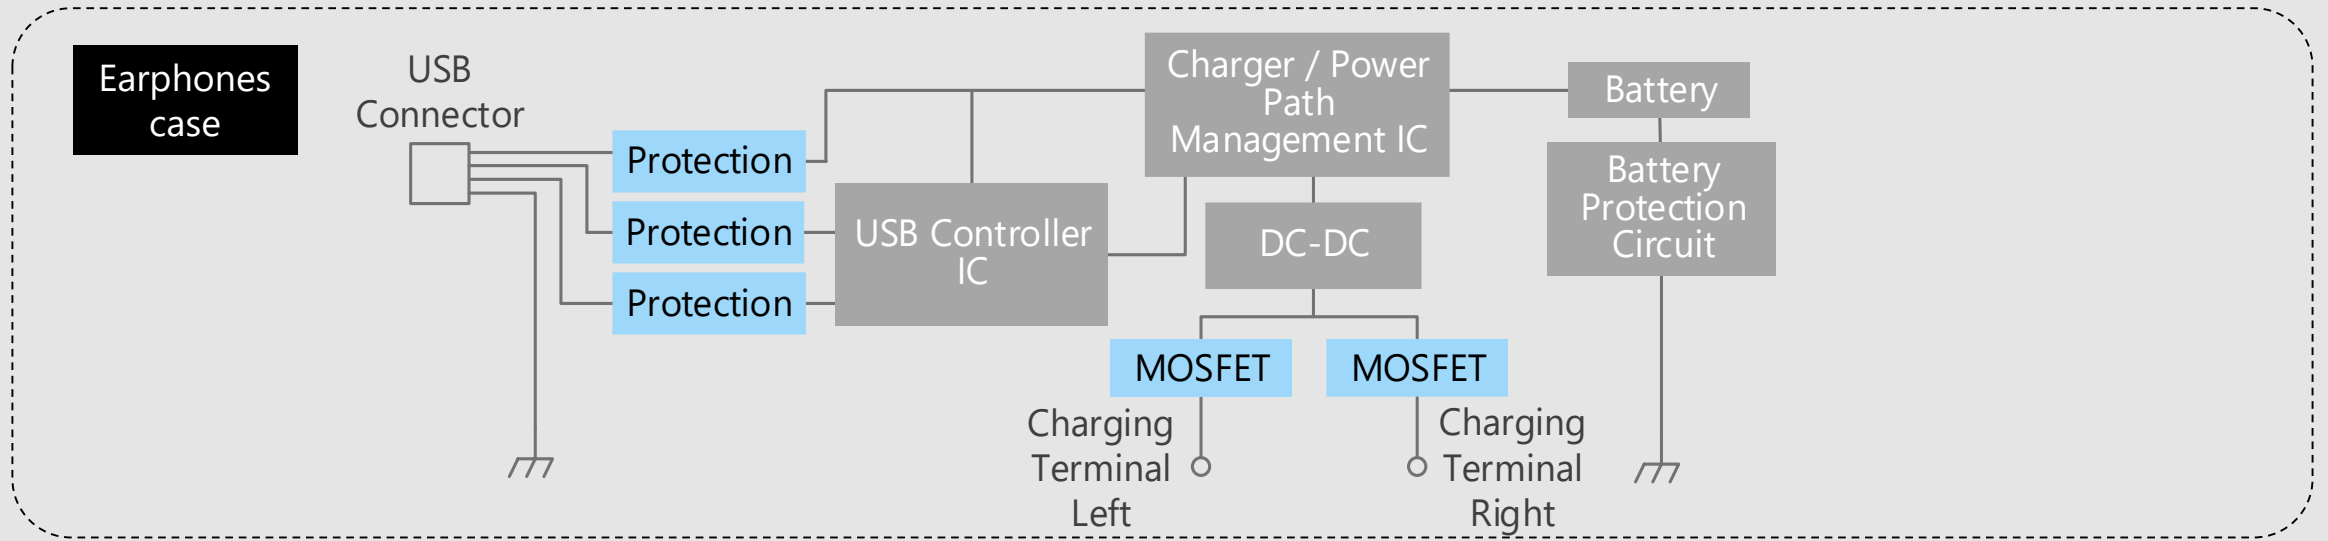 Earphones
case
USB
Connector
Protection
Protection
Protection
USB Controller
IC
Charger / Power
Path
Management IC
DC-DC
Battery
Battery
Protection
Circuit
MOSFET
MOSFET
Charging
Terminal
Left
Charging
Terminal
Right